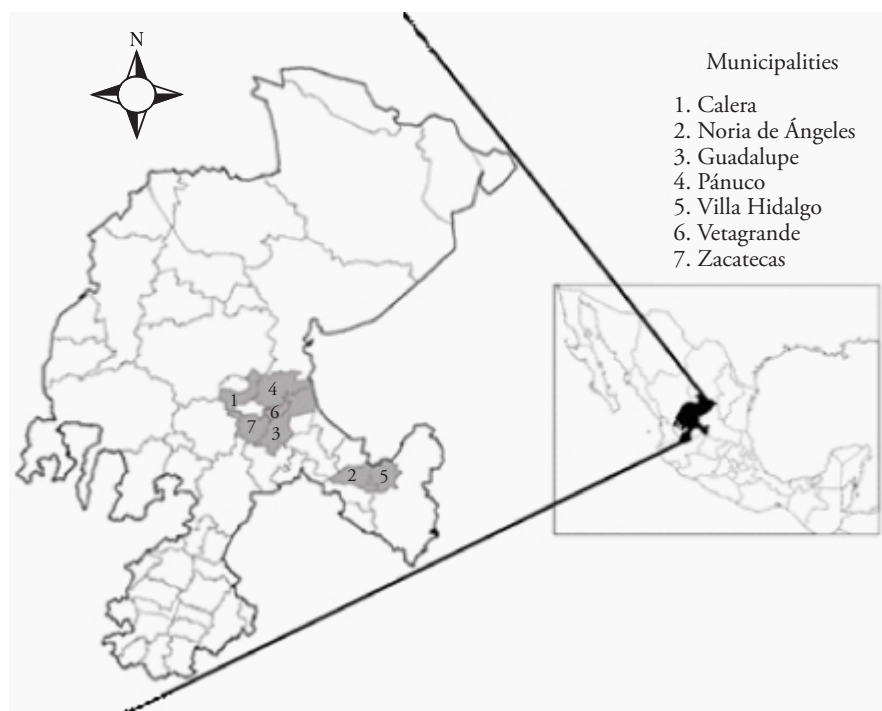 N
Municipalities
1. Calera
2. Noria de Ángeles
3. Guadalupe
4. Pánuco
5. Villa Hidalgo
6. Vetagrande
7. Zacatecas
4
1
6
7
3
2
5